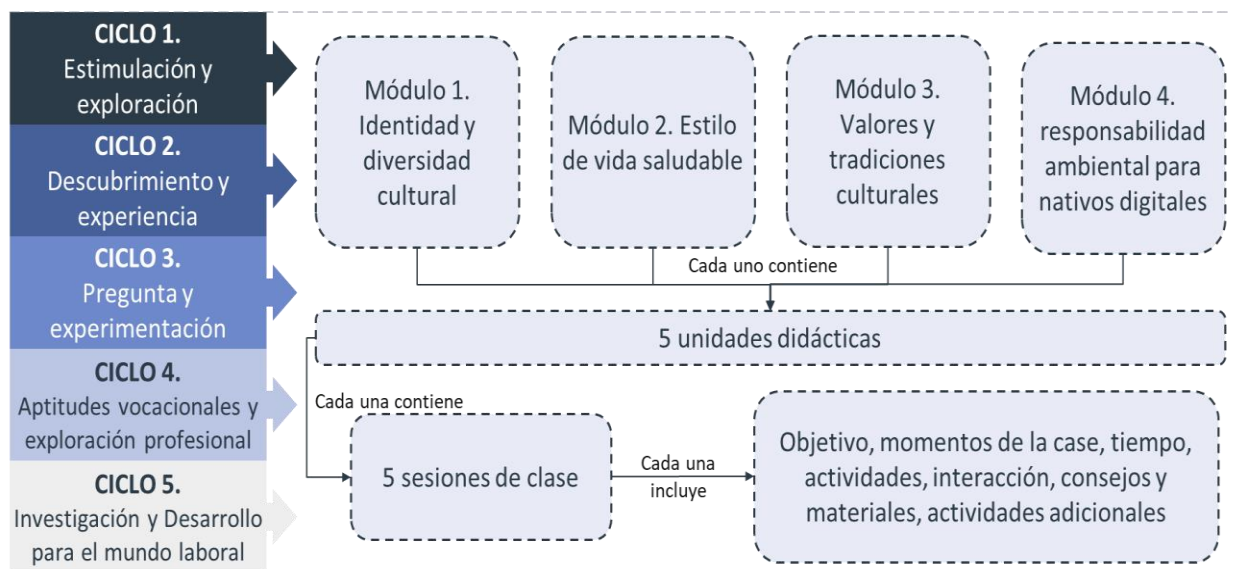 CICLO 1.
Estimulación y
exploración
CICLO 2.
Descubrimiento y
experiencia
CICLO 3.
Pregunta y
experimentación
CICLO 4.
Aptitudes vocacionales y
exploración profesional
CICLO 5.
Investigación y Desarrollo
para el mundo laboral
Módulo 1.
Identidad y
diversidad
cultural
Módulo 2. Estilo
de vida saludable
Módulo 3.
Valores y
tradiciones
culturales
Módulo 4.
responsabilidad
ambiental para
nativos digitales
Cada uno contiene
5 unidades didácticas
Cada una contiene
5 sesiones de clase
Cada una
incluye
Objetivo, momentos de la case, tiempo,
actividades, interacción, consejos y
materiales, actividades adicionales